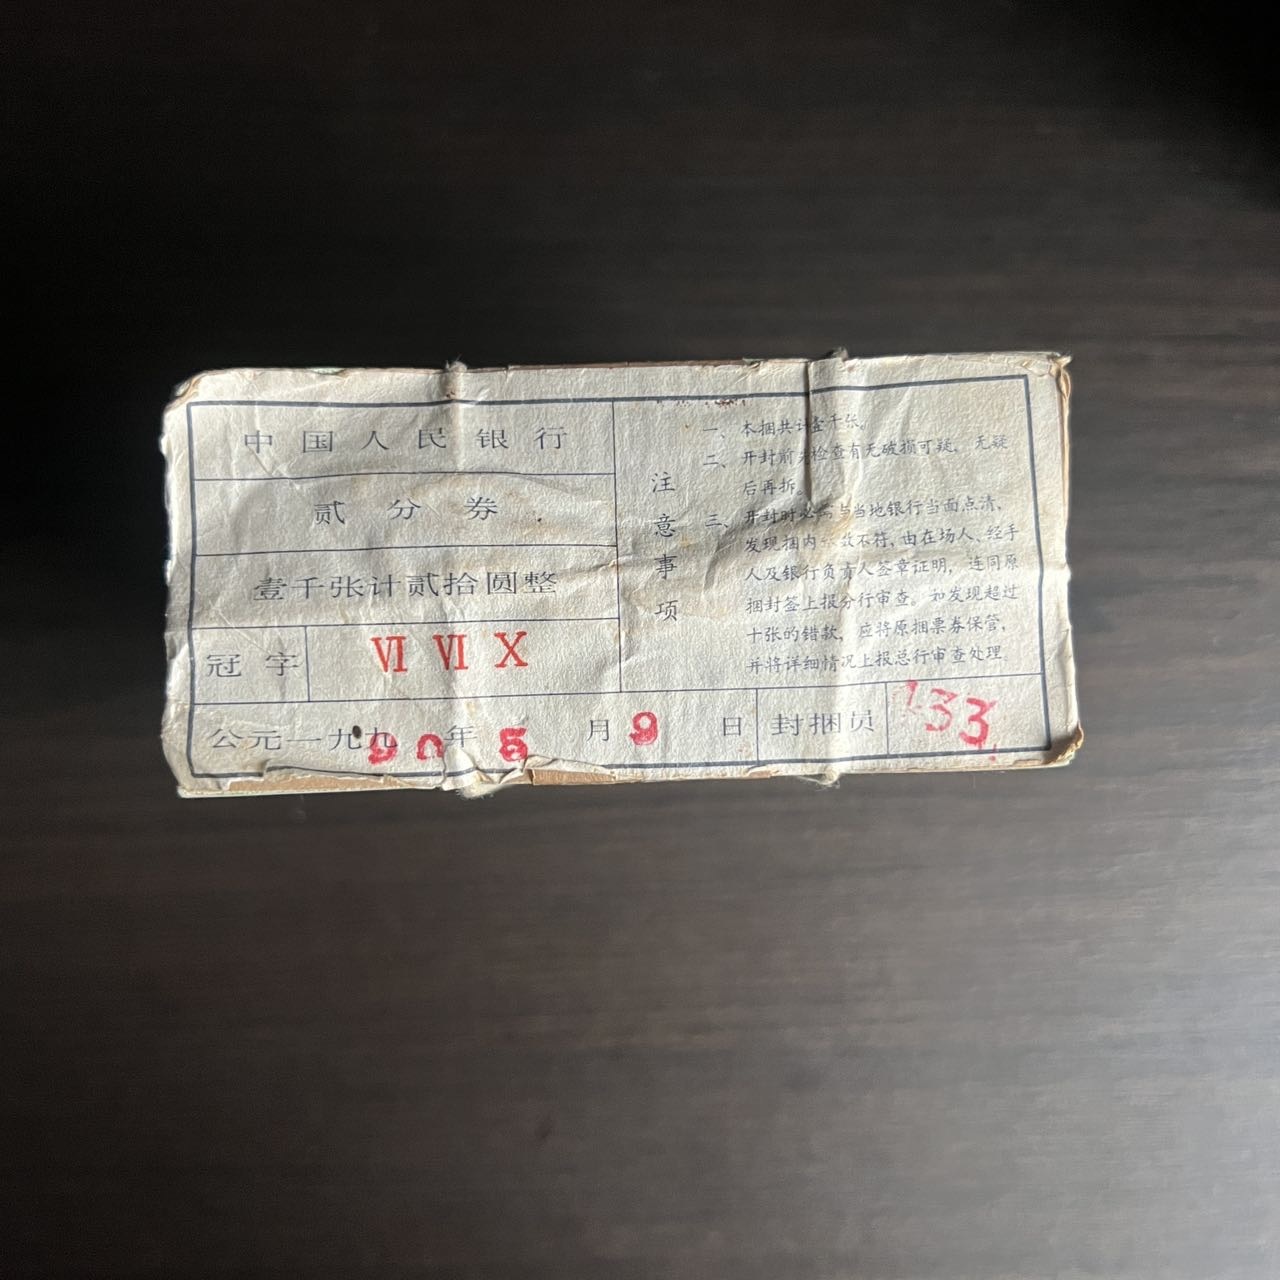 中国人民银行
贰分券
壹千张计贰拾圆整
冠字 Ⅵ Ⅵ Ⅹ
注意事项
一、本捆共计壹千张。
二、开封前先检查有无破损可疑，无疑
后再拆。
三、开封时必需与当地银行当面点清，
发现捆内张数不符，由在场人、经手
人及银行负责人签章证明，连同原
捆封签上报分行审查。如发现超过
十张的错款，应将原捆票券保管，
并将详细情况上报总行审查处理。
公元一九九 90 年 5 月 9 日 封捆员 133